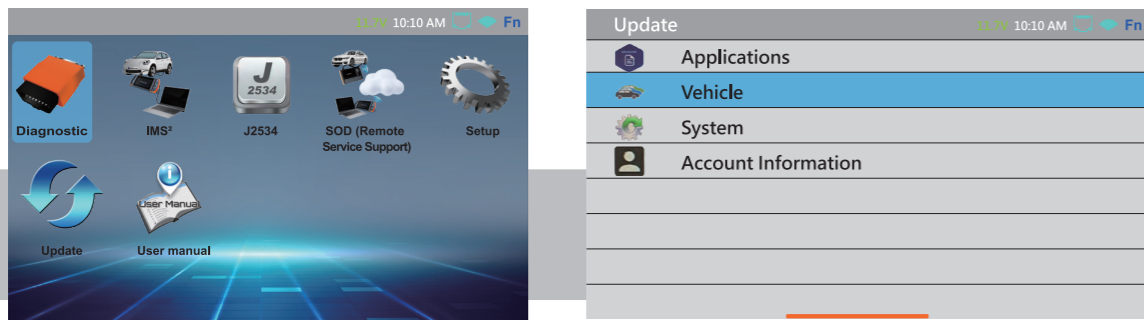 10:10 AM Fn
Diagnostic
IMS²
J
2534
J2534
SOD (Remote
Service Support)
Setup
Update
i
User Manual
User manual
Update
10:10 AM Fn
Applications
Vehicle
System
Account Information